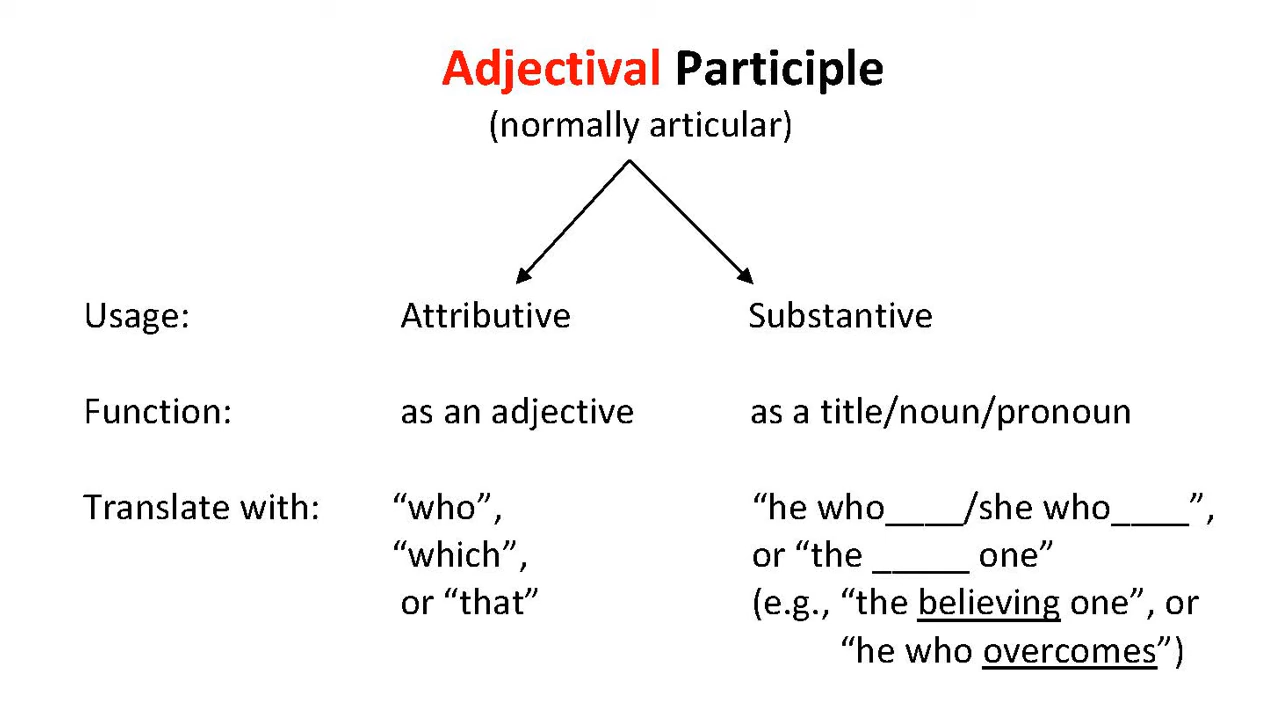 Adjectival Participle
(normally articular)
Usage: Attributive Substantive
Function: as an adjective as a title/noun/pronoun
Translate with: “who”, “he who____/she who____”,
“which”, or “the _____ one”
or “that” (e.g., “the believing one”, or
“he who overcomes”)